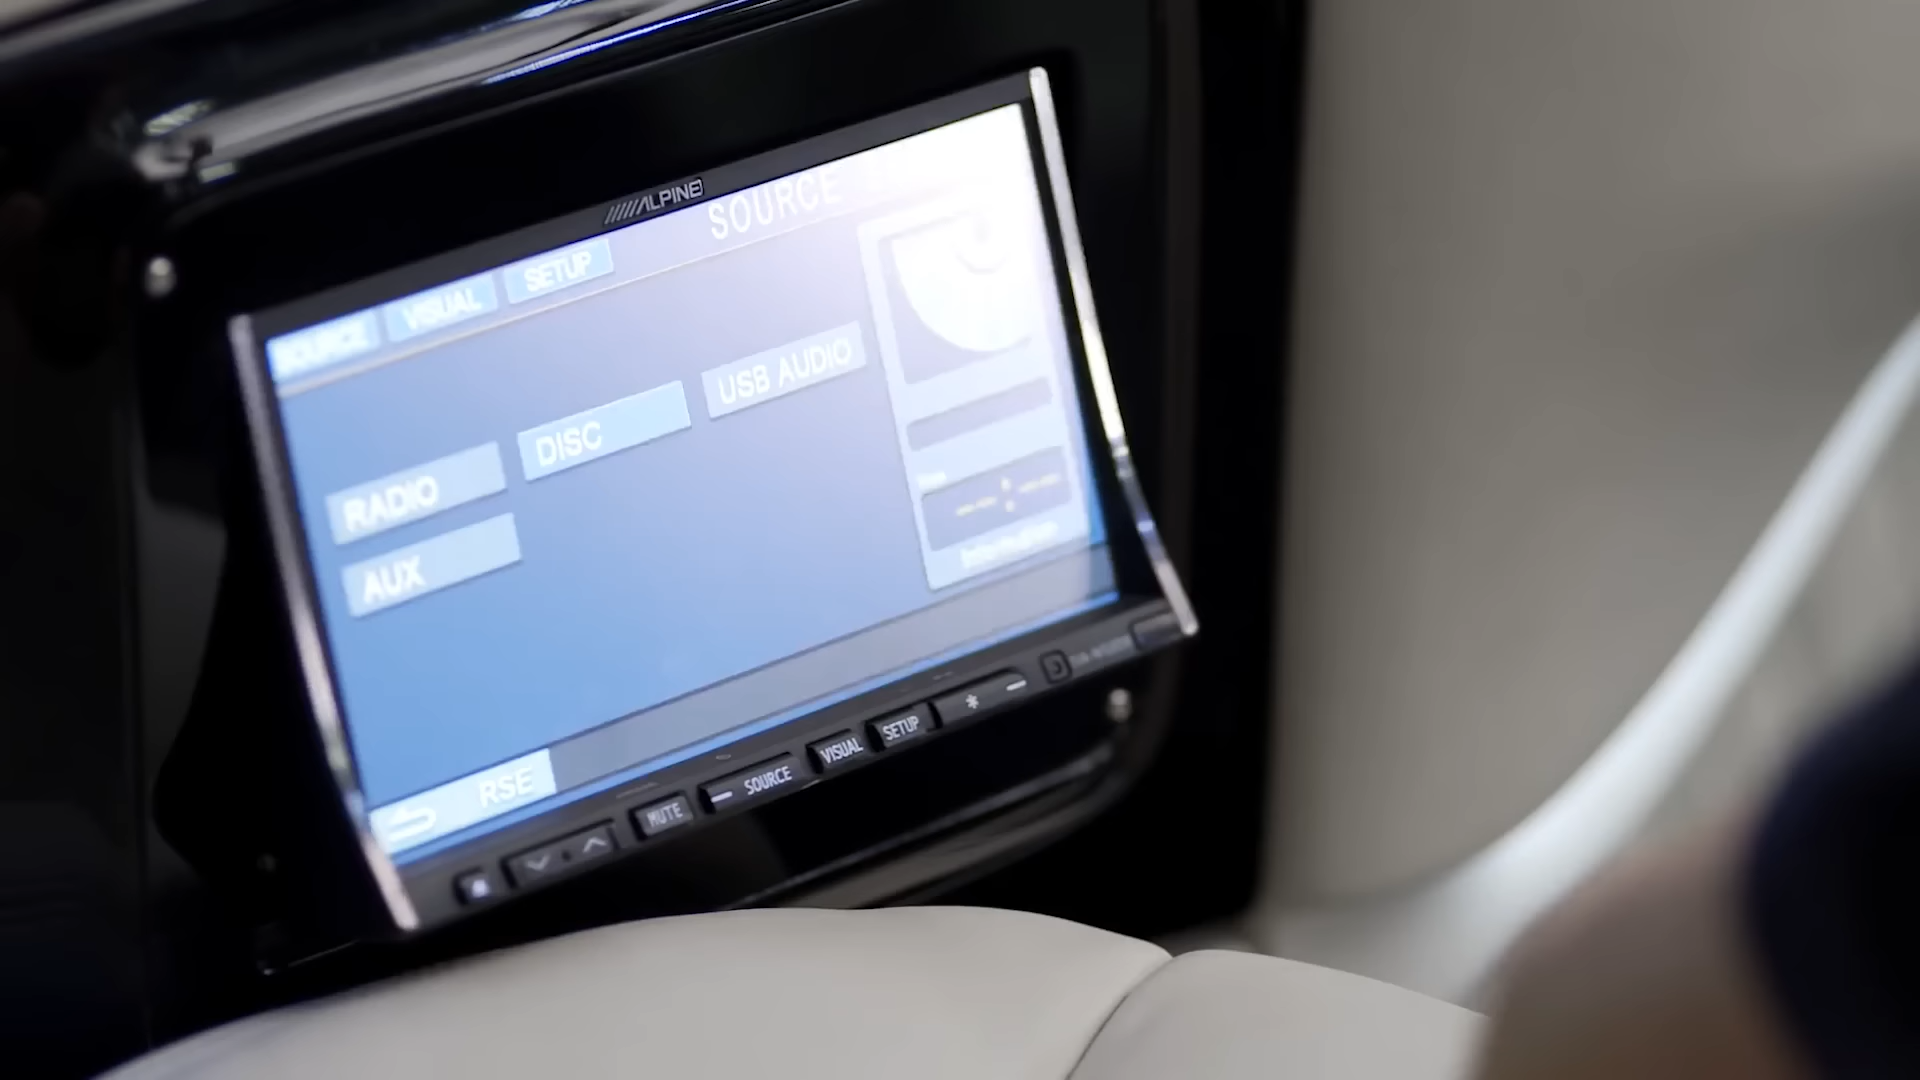 ALPINE
SOURCE
SOURCE VISUAL SETUP
RADIO DISC USB AUDIO
AUX
RSE
MUTE SOURCE VISUAL SETUP